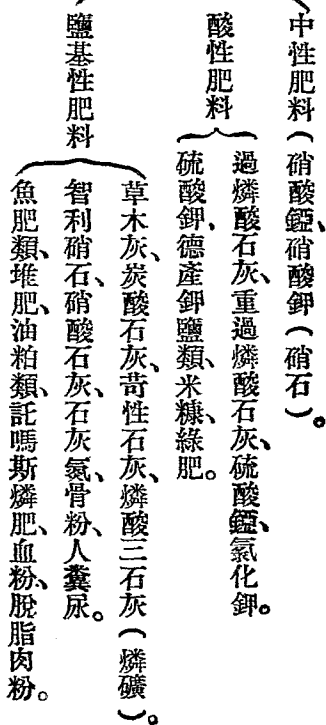 中性肥料(硝酸錏、硝酸鉀(硝石)。
酸性肥料
過燐酸石灰、重過燐酸石灰、硫酸錏、氯化鉀。
硫酸鉀、德產鉀鹽類、米糠、綠肥。
鹽基性肥料
草木灰、炭酸石灰、苛性石灰、燐酸三石灰(燐礦)。
智利硝石、硝酸石灰、石灰氮、骨粉、人糞尿。
魚肥類、堆肥、油粕類、託嗎斯燐肥、血粉、脫脂肉粉。